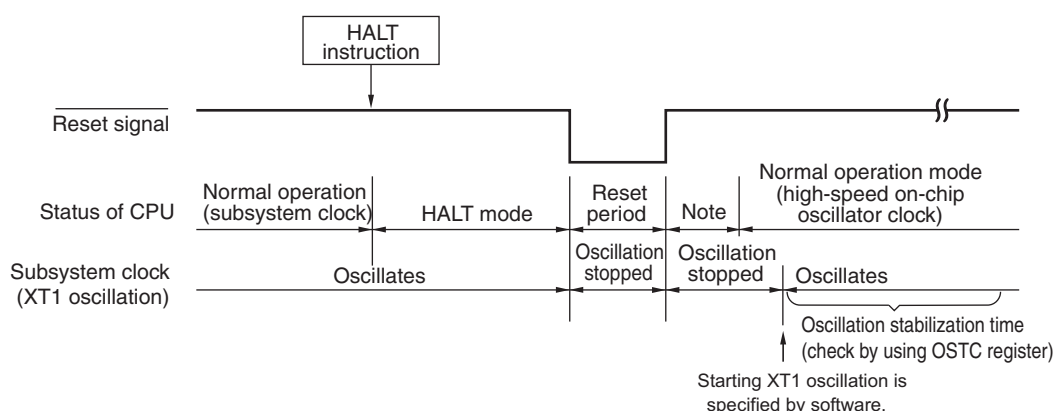 HALT
instruction
Reset signal
Status of CPU
Normal operation
(subsystem clock)
HALT mode
Reset
period
Note
Normal operation mode
(high-speed on-chip
oscillator clock)
Subsystem clock
(XT1 oscillation)
Oscillates
Oscillation
stopped
Oscillation
stopped
Oscillates
Oscillation stabilization time
(check by using OSTC register)
Starting XT1 oscillation is
specified by software.